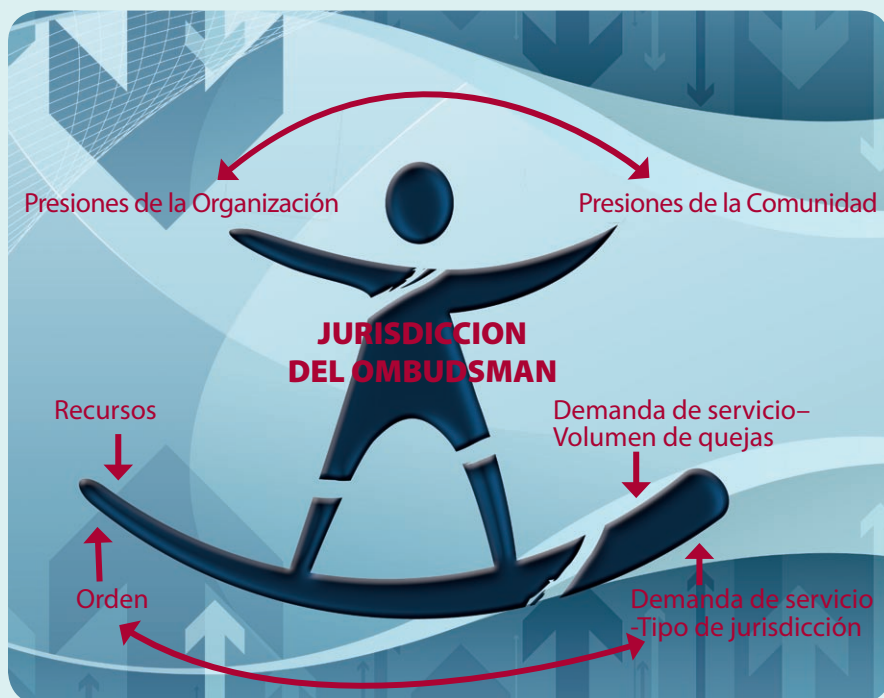 Presiones de la Organización
Presiones de la Comunidad
JURISDICCION
DEL OMBUDSMAN
Recursos
Demanda de servicio–
Volumen de quejas
Orden
Demanda de servicio
-Tipo de jurisdicción